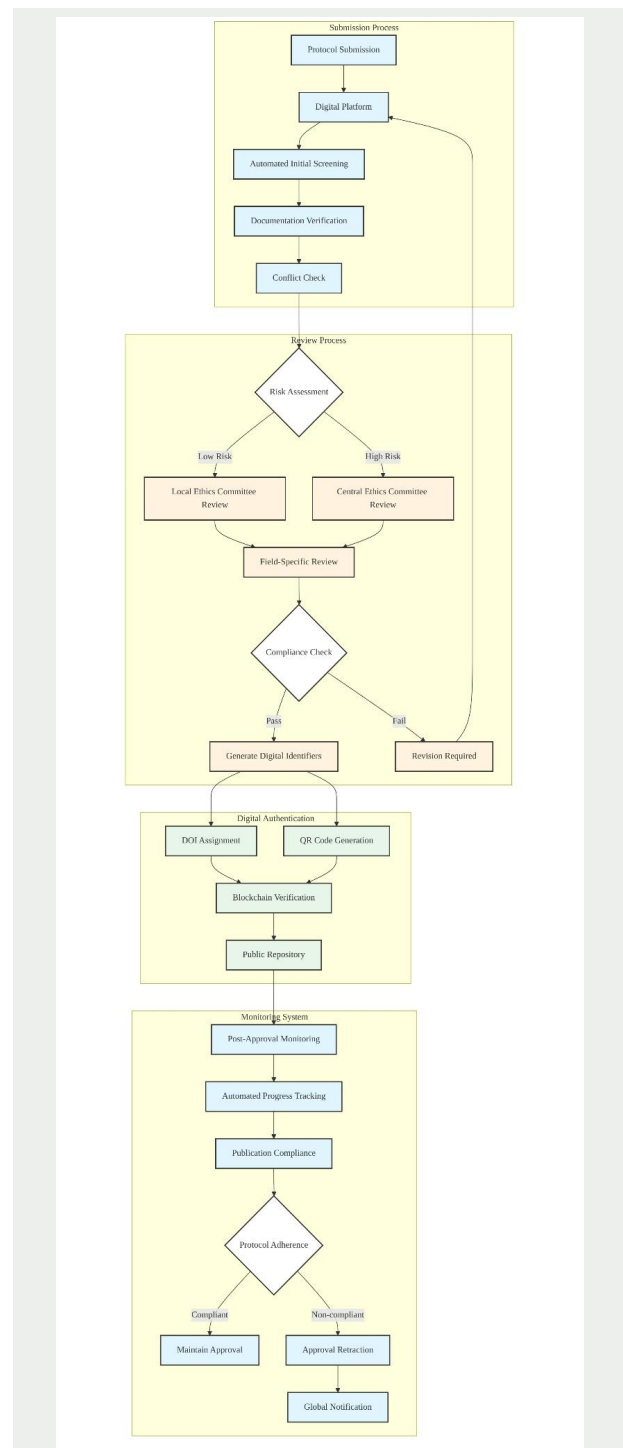 Submission Process
Protocol Submission
Digital Platform
Automated Initial Screening
Documentation Verification
Conflict Check
Review Process
Risk Assessment
Low Risk
High Risk
Local Ethics Committee
Review
Central Ethics Committee
Review
Field-Specific Review
Compliance Check
Pass
Fail
Generate Digital Identifiers
Revision Required
Digital Authentication
DOI Assignment
QR Code Generation
Blockchain Verification
Public Repository
Monitoring System
Post-Approval Monitoring
Automated Progress Tracking
Publication Compliance
Protocol Adherence
Compliant
Non-compliant
Maintain Approval
Approval Retraction
Global Notification